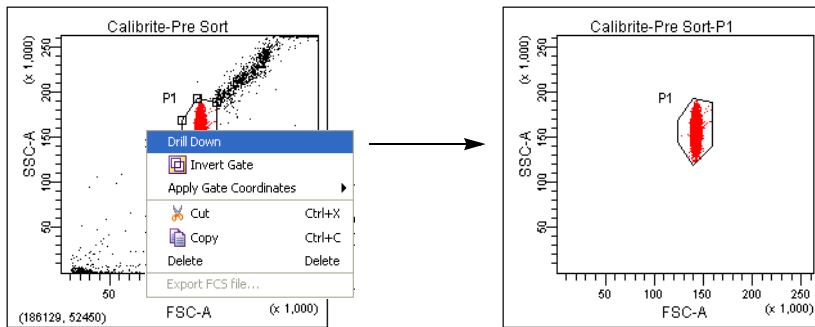 Calibrite-Pre Sort
(x 1,000)
250
200
150
100
50
SSC-A
P1
Drill Down
Invert Gate
Apply Gate Coordinates
Cut Ctrl+X
Copy Ctrl+C
Delete Delete
Export FCS file...
50
(186129, 52460)
FSC-A
(x 1,000)
Calibrite-Pre Sort-P1
(x 1,000)
250
200
150
100
50
SSC-A
P1
50 100 150 200 250
FSC-A
(x 1,000)